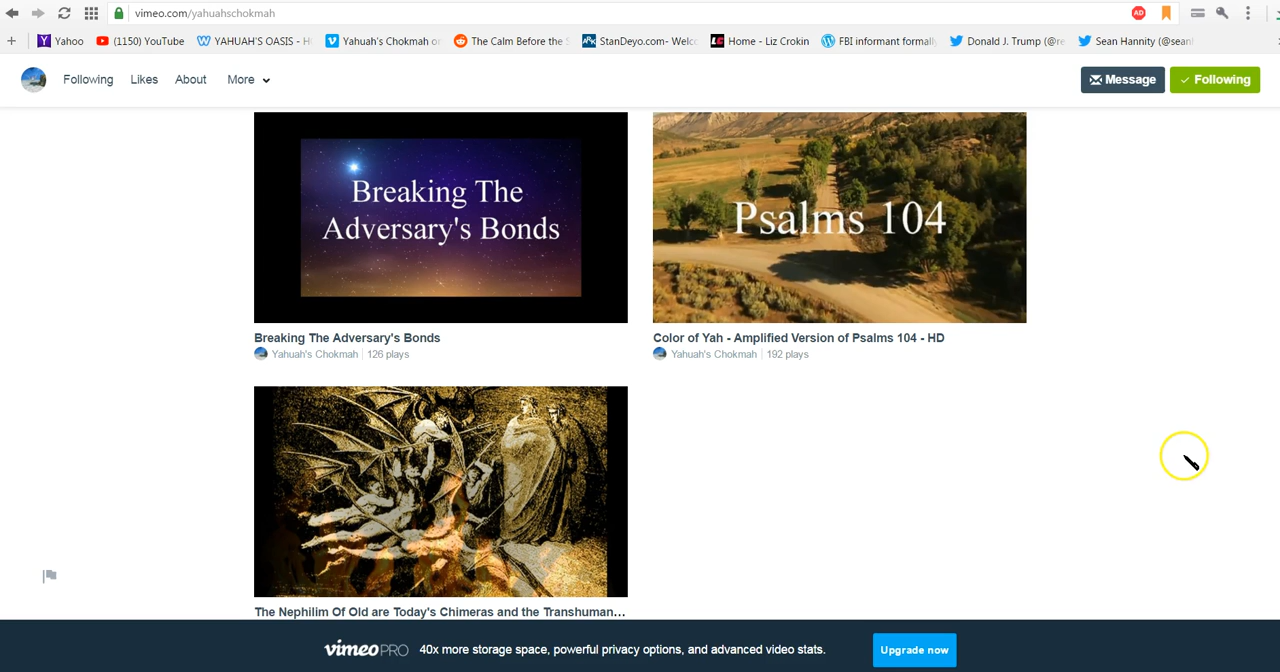 vimeo.com/yahuahschokmah
AD
Yahoo
(1150) YouTube
YAHUAH'S OASIS - H
Yahuah's Chokmah o
The Calm Before the S
StanDeyo.com- Welc
Home - Liz Crokin
FBI informant formall
Donald J. Trump (@re
Sean Hannity (@sean
Following
Likes
About
More
Message
Following
Breaking The
Adversary's Bonds
Psalms 104
Breaking The Adversary's Bonds
Yahuah's Chokmah 126 plays
Color of Yah - Amplified Version of Psalms 104 - HD
Yahuah's Chokmah 192 plays
The Nephilim Of Old are Today's Chimeras and the Transhuman...
vimeo PRO
40x more storage space, powerful privacy options, and advanced video stats.
Upgrade now